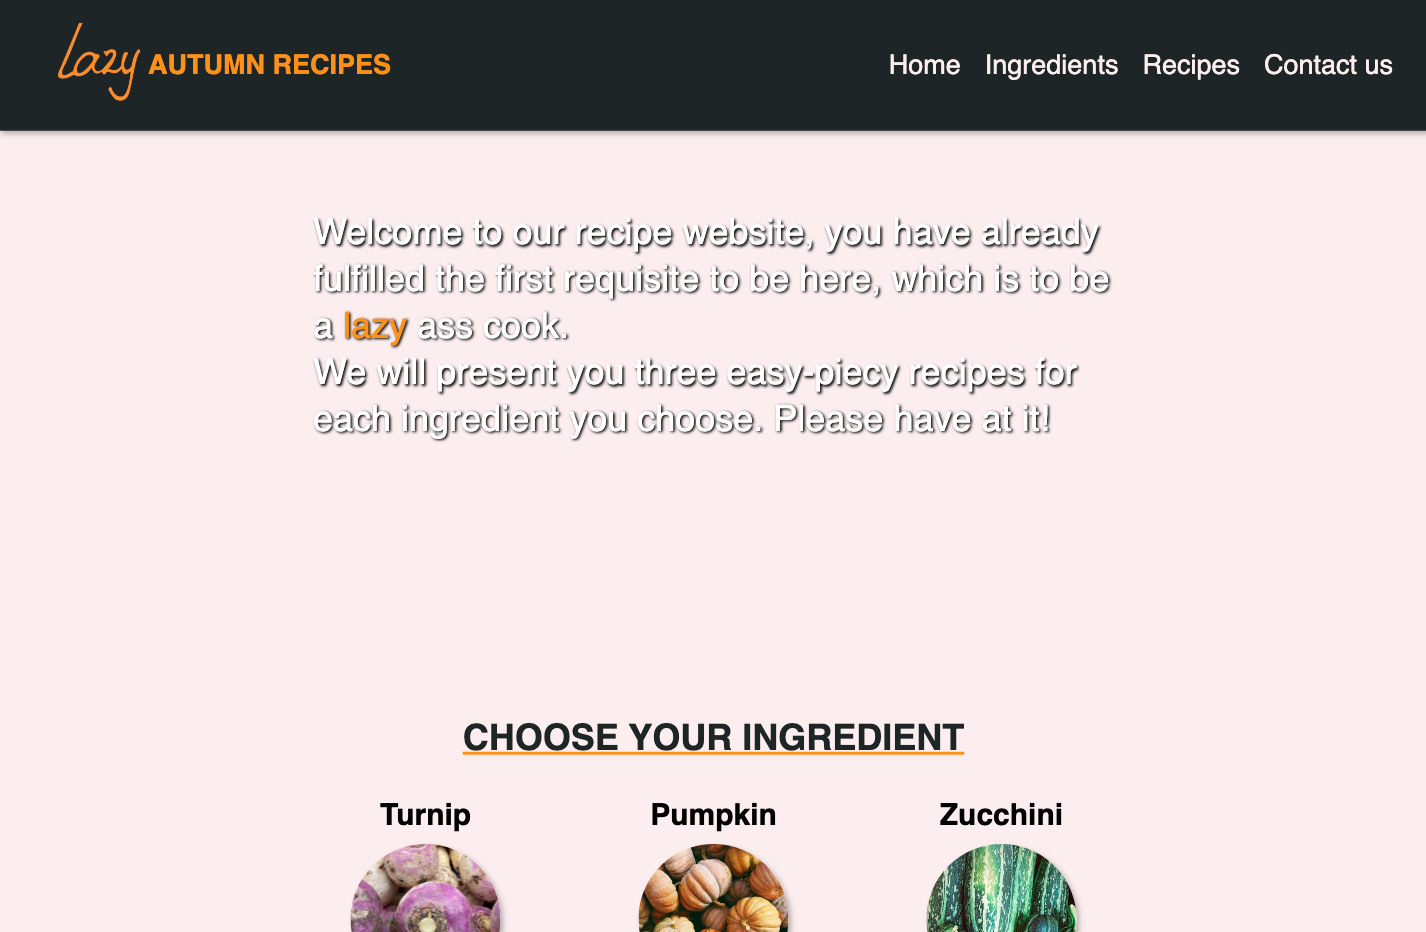 lazy AUTUMN RECIPES
Home Ingredients Recipes Contact us
Welcome to our recipe website, you have already
fulfilled the first requisite to be here, which is to be
a lazy ass cook.
We will present you three easy-piecy recipes for
each ingredient you choose. Please have at it!
CHOOSE YOUR INGREDIENT
Turnip Pumpkin Zucchini